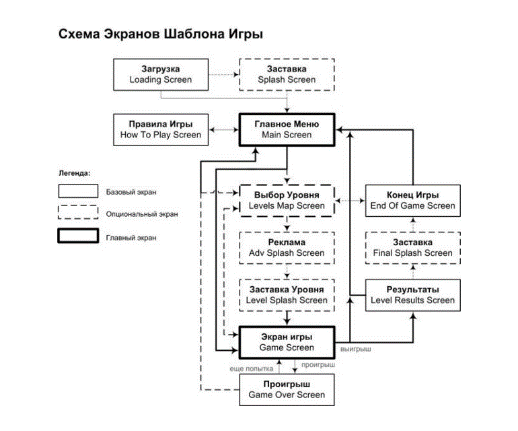 Схема Экранов Шаблона Игры
Загрузка
Loading Screen
Заставка
Splash Screen
Правила Игры
How To Play Screen
Главное Меню
Main Screen
Легенда:
Базовый экран
Опциональный экран
Главный экран
Выбор Уровня
Levels Map Screen
Конец Игры
End Of Game Screen
Реклама
Adv Splash Screen
Заставка
Final Splash Screen
Заставка Уровня
Level Splash Screen
Результаты
Level Results Screen
Экран игры
Game Screen
выигрыш
еще попытка
проигрыш
Проигрыш
Game Over Screen